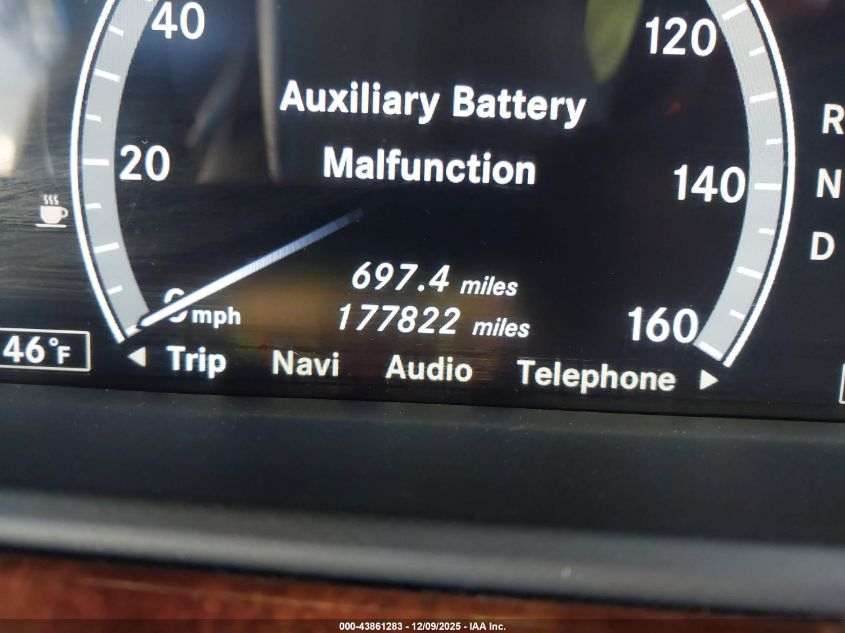 40
120
Auxiliary Battery
R
Malfunction
20
140
N
D
697.4 miles
0 mph
177822 miles
160
46°F
Trip Navi Audio Telephone
000-43861283 - 12/09/2025 - IAA Inc.